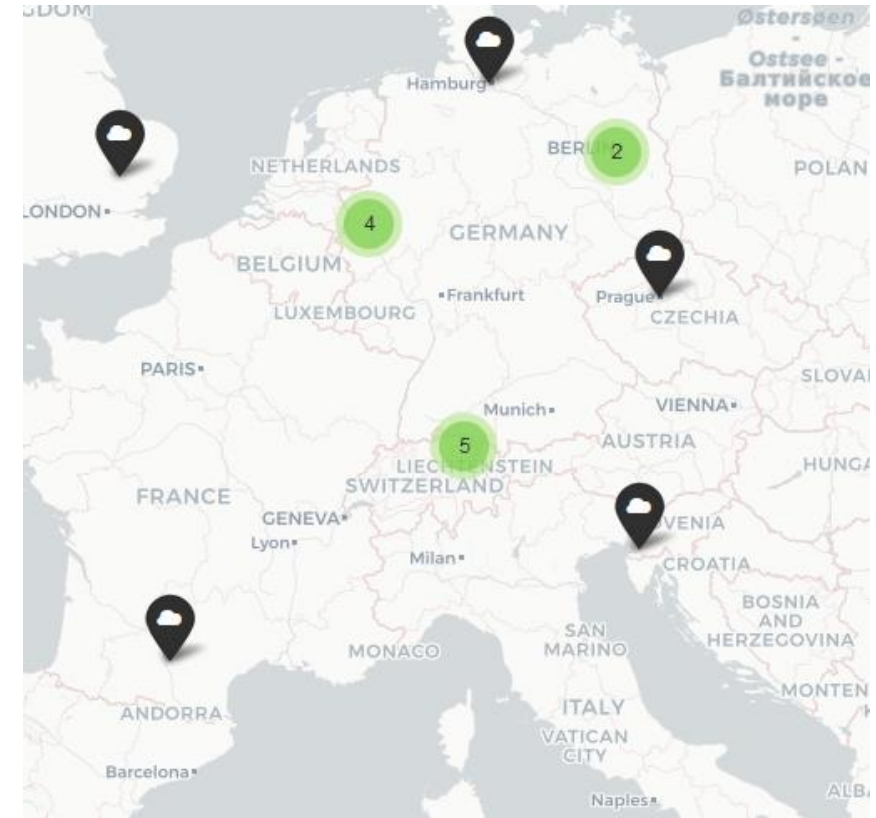 GDOM
Østersøen
-
Ostsee -
Балтийское
море
Hamburg
BERL
2
NETHERLANDS
POLAN
LONDON
4
GERMANY
BELGIUM
Frankfurt
Prague
LUXEMBOURG
CZECHIA
PARIS
SLOVA
Munich
VIENNA
5
AUSTRIA
LIECHTENSTEIN
HUNGA
SWITZERLAND
FRANCE
GENEVA
VENIA
Lyon
Milan
CROATIA
BOSNIA
AND
HERZEGOVINA
SAN
MARINO
MONACO
MONTEN
ITALY
ANDORRA
VATICAN
CITY
Barcelona
Naples
ALB